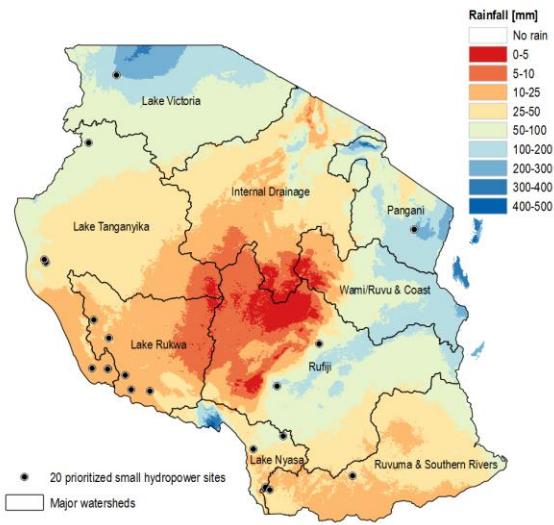 Rainfall [mm]
No rain
0-5
5-10
10-25
25-50
50-100
100-200
200-300
300-400
400-500
Lake Victoria
Internal Drainage
Pangani
Lake Tanganyika
Wami/Ruvu & Coast
Lake Rukwa
Rufiji
Lake Nyasa
Ruvuma & Southern Rivers
20 prioritized small hydropower sites
Major watersheds